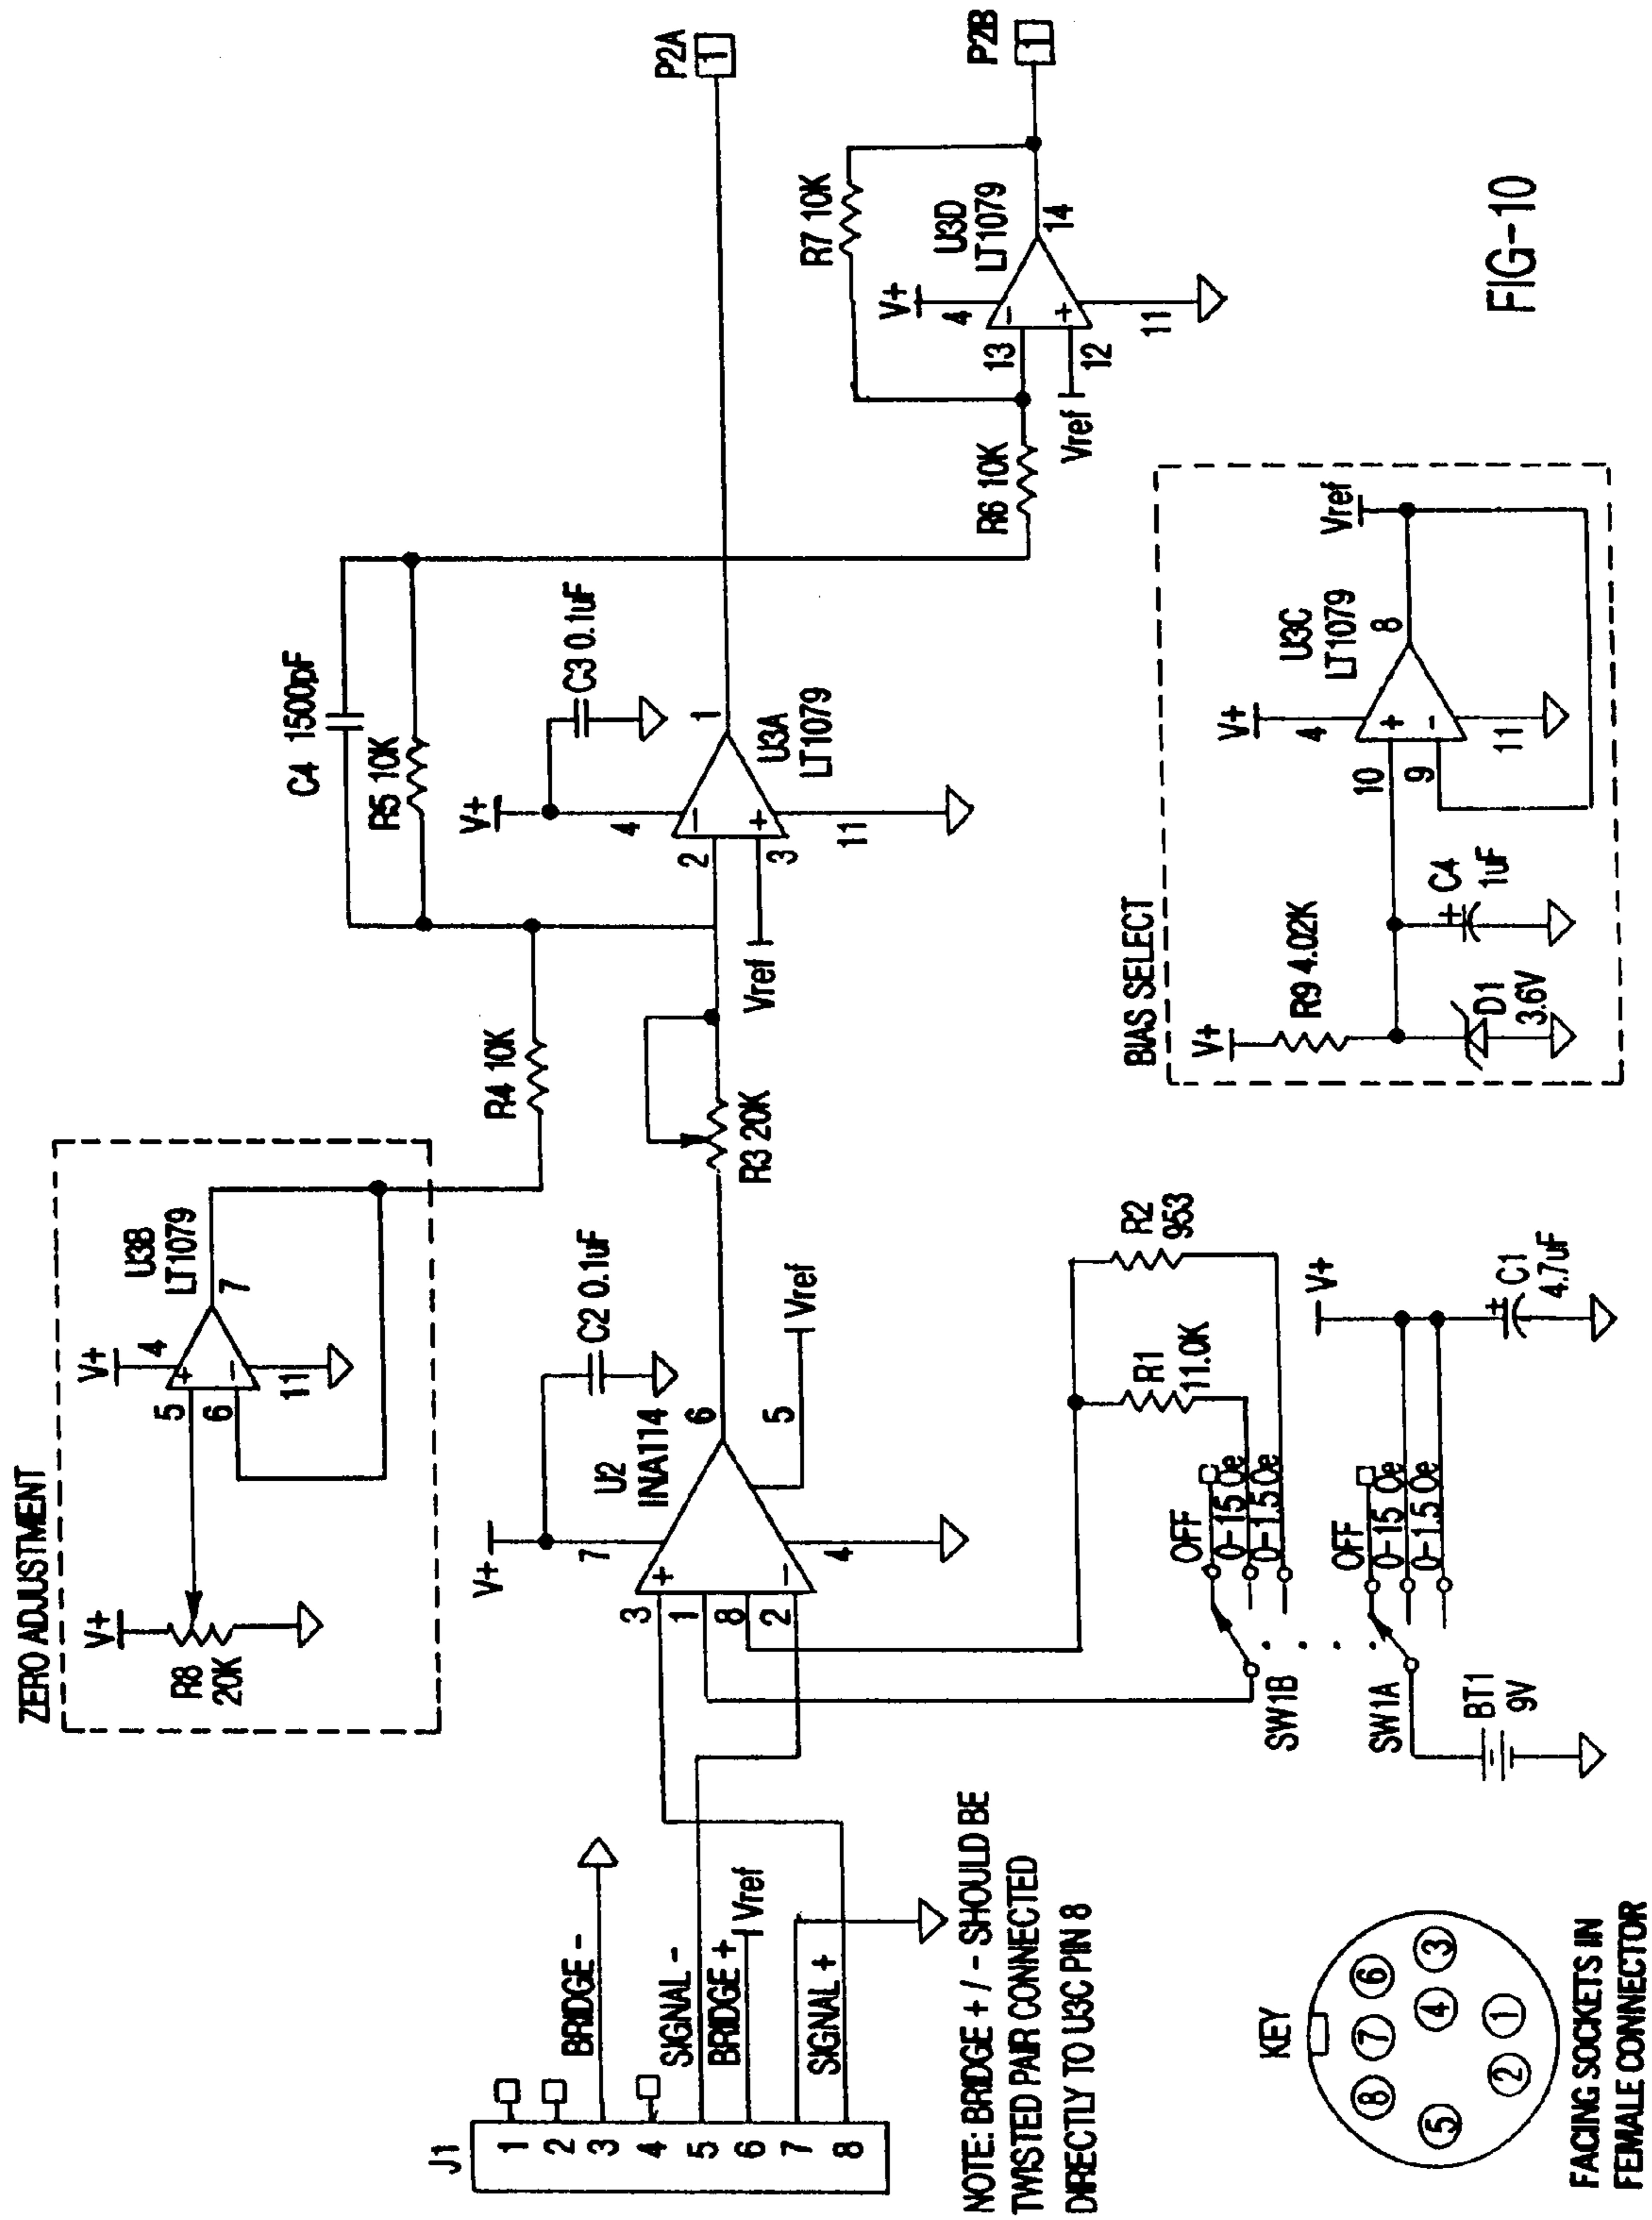 ZERO ADJUSTMENT
V+
R8
20K
V+
4
5
6
+
-
11
U3B
LT1079
7
R4 10K
C4 1500pF
R5 10K
V+
C3 0.1uF
4
2
3
-
+
1
U3A
LT1079
11
Vref
P2A
1
V+
C2 0.1uF
7
U2
INA114
3
1
8
2
+
-
6
5
4
Vref
R3 20K
R7 10K
U3D
LT1079
V+
4
13
12
-
+
14
11
Vref
R6 10K
P2B
1
J1
1
2
3
4
5
6
7
8
BRIDGE -
SIGNAL -
BRIDGE +
Vref
SIGNAL +
NOTE: BRIDGE + / - SHOULD BE
TWISTED PAIR CONNECTED
DIRECTLY TO U3C PIN 8
R1
11.0K
R2
953
OFF
0-15 Oe
0-1.5 Oe
SW1B
OFF
0-15 Oe
0-1.5 Oe
SW1A
BT1
9V
V+
+
C1
4.7uF
BIAS SELECT
V+
R9 4.02K
D1
3.6V
+
C4
1uF
V+
4
10
9
+
-
11
U3C
LT1079
8
Vref
KEY
8
7
6
5
4
3
2
1
FACING SOCKETS IN
FEMALE CONNECTOR
FIG-10